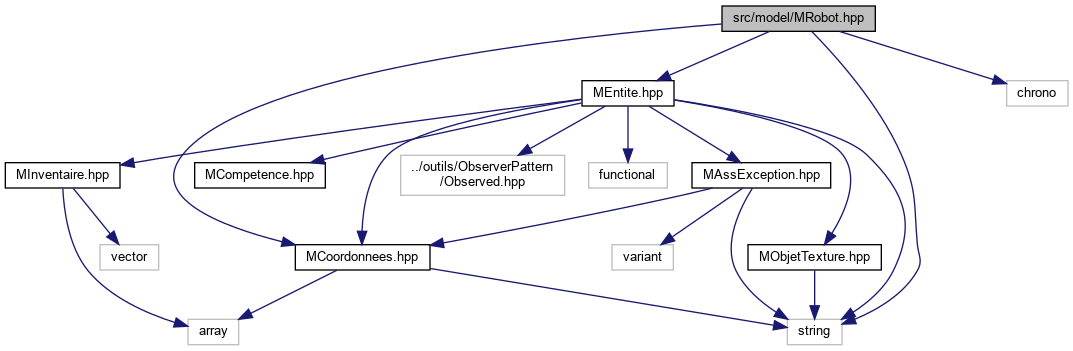 src/model/MRobot.hpp
MEntite.hpp
chrono
MInventaire.hpp
MCompetence.hpp
../outils/ObserverPattern
/Observed.hpp
functional
MAssException.hpp
vector
MCoordonnees.hpp
variant
MObjetTexture.hpp
array
string